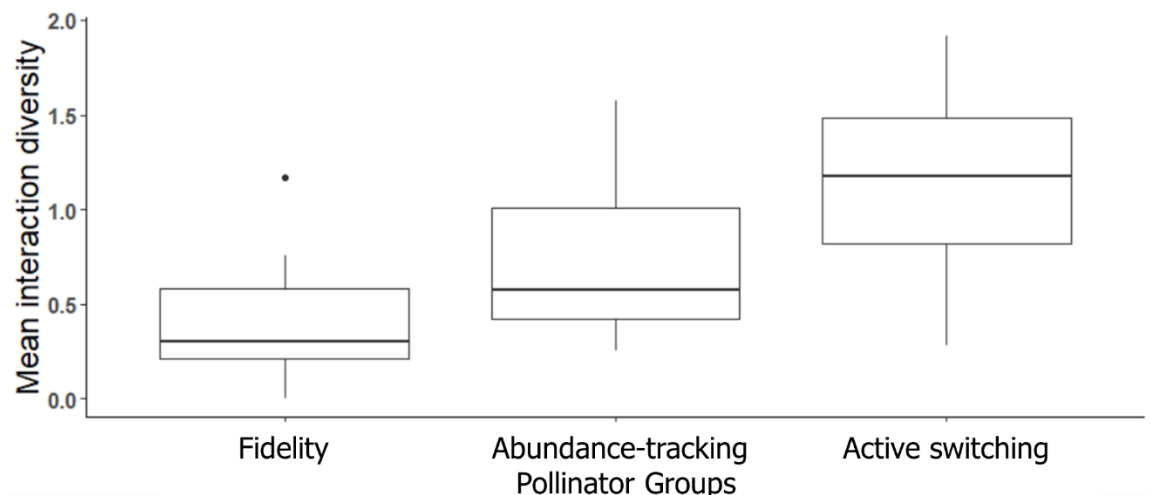 Mean interaction diversity
2.0
1.5
1.0
0.5
0.0
Fidelity
Abundance-tracking
Active switching
Pollinator Groups